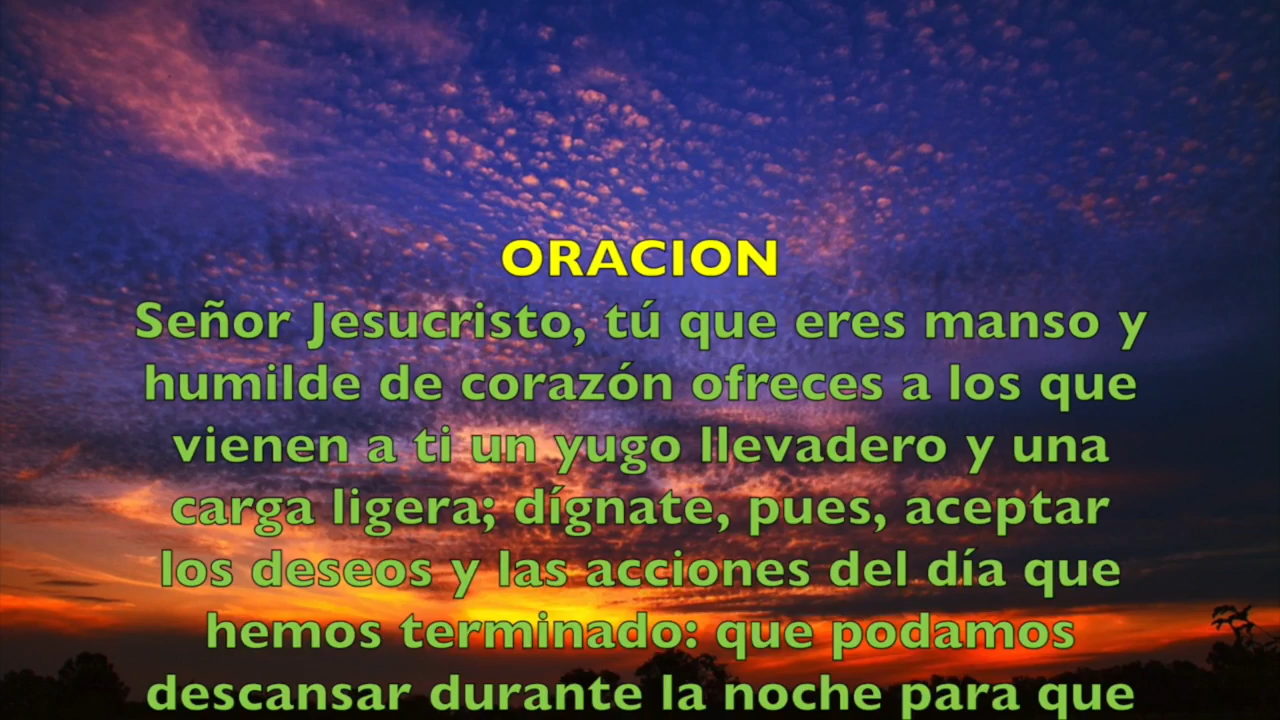 ORACION
Señor Jesucristo, tú que eres manso y
humilde de corazón ofreces a los que
vienen a ti un yugo llevadero y una
carga ligera; dígnate, pues, aceptar
los deseos y las acciones del día que
hemos terminado: que podamos
descansar durante la noche para que